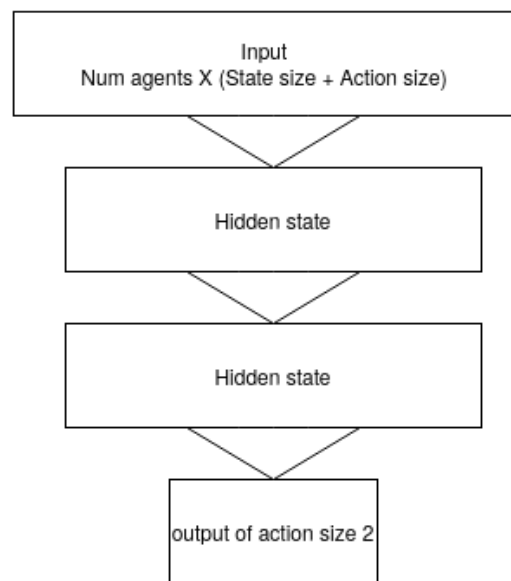 Input
Num agents X (State size + Action size)
Hidden state
Hidden state
output of action size 2